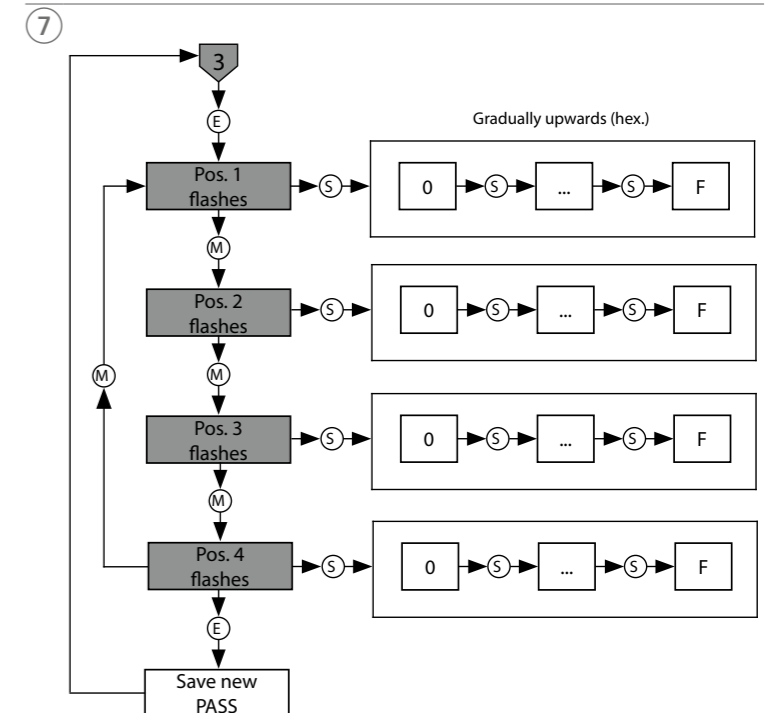 7
3
E
Gradually upwards (hex.)
Pos. 1
flashes
S
0
S
...
S
F
M
Pos. 2
flashes
S
0
S
...
S
F
M
M
Pos. 3
flashes
S
0
S
...
S
F
M
Pos. 4
flashes
S
0
S
...
S
F
E
Save new
PASS